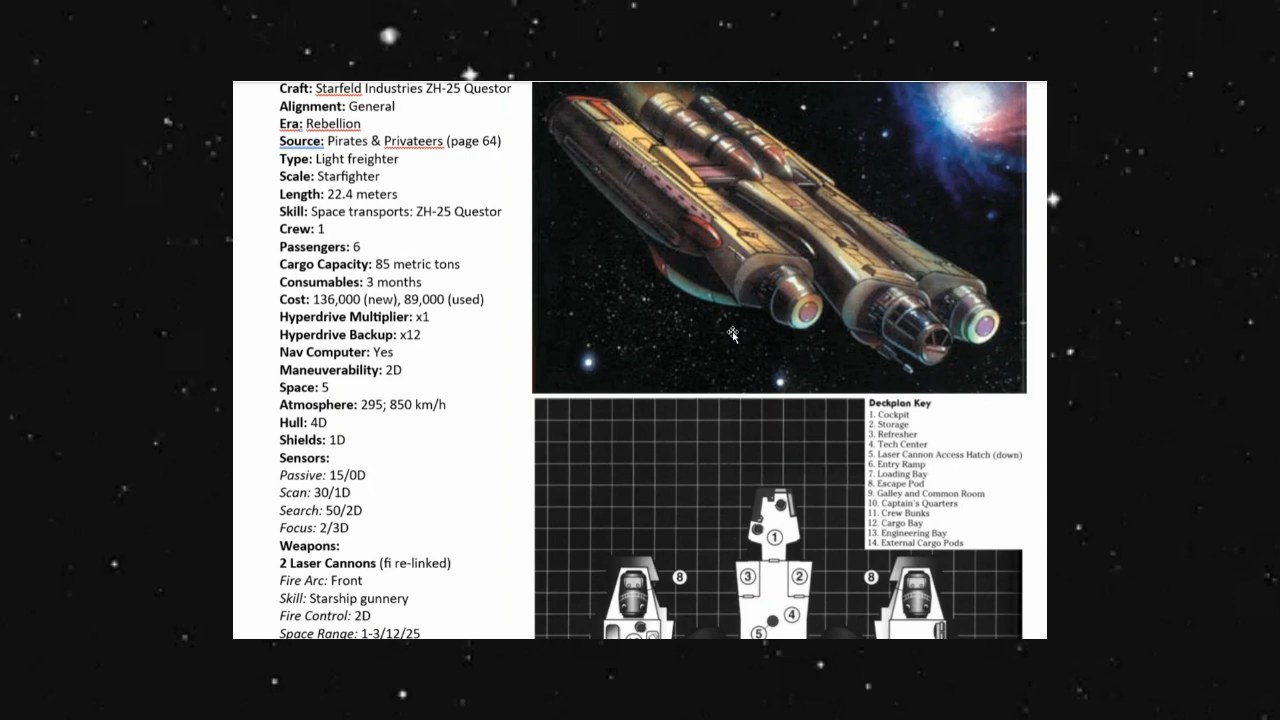 Craft: Starfeld Industries ZH-25 Questor
Alignment: General
Era: Rebellion
Source: Pirates & Privateers (page 64)
Type: Light freighter
Scale: Starfighter
Length: 22.4 meters
Skill: Space transports: ZH-25 Questor
Crew: 1
Passengers: 6
Cargo Capacity: 85 metric tons
Consumables: 3 months
Cost: 136,000 (new), 89,000 (used)
Hyperdrive Multiplier: x1
Hyperdrive Backup: x12
Nav Computer: Yes
Maneuverability: 2D
Space: 5
Atmosphere: 295; 850 km/h
Hull: 4D
Shields: 1D
Sensors:
Passive: 15/0D
Scan: 30/1D
Search: 50/2D
Focus: 2/3D
Weapons:
2 Laser Cannons (fi re-linked)
Fire Arc: Front
Skill: Starship gunnery
Fire Control: 2D
Space Range: 1-3/12/25
Deckplan Key
1. Cockpit
2. Storage
3. Refresher
4. Tech Center
5. Laser Cannon Access Hatch (down)
6. Entry Ramp
7. Loading Bay
8. Escape Pod
9. Galley and Common Room
10. Captain's Quarters
11. Crew Bunks
12. Cargo Bay
13. Engineering Bay
14. External Cargo Pods
1
8
3
2
8
4
5